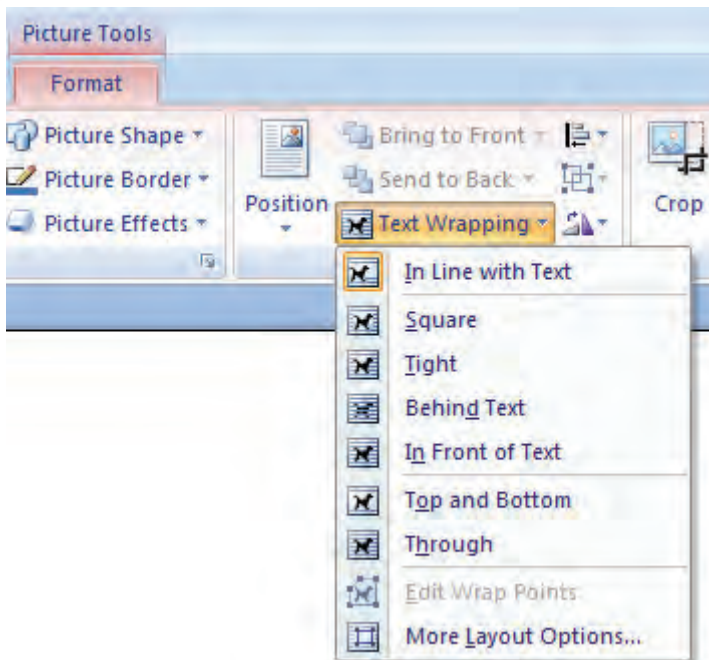 Picture Tools
Format
Picture Shape
Bring to Front
Picture Border
Send to Back
Position
Crop
Picture Effects
Text Wrapping
In Line with Text
Square
Tight
Behind Text
In Front of Text
Top and Bottom
Through
Edit Wrap Points
More Layout Options...